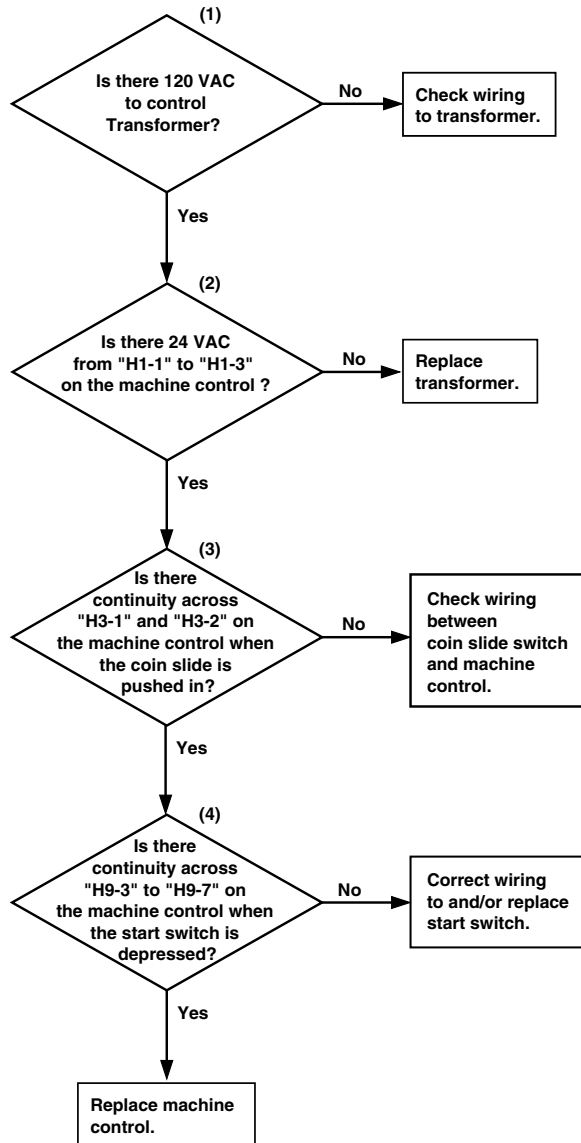 (1)
Is there 120 VAC
to control
Transformer?
No
Check wiring
to transformer.
Yes
(2)
Is there 24 VAC
from "H1-1" to "H1-3"
on the machine control ?
No
Replace
transformer.
Yes
(3)
Is there
continuity across
"H3-1" and "H3-2" on
the machine control when
the coin slide is
pushed in?
No
Check wiring
between
coin slide switch
and machine
control.
Yes
(4)
Is there
continuity across
"H9-3" to "H9-7" on
the machine control when
the start switch is
depressed?
No
Correct wiring
to and/or replace
start switch.
Yes
Replace machine
control.